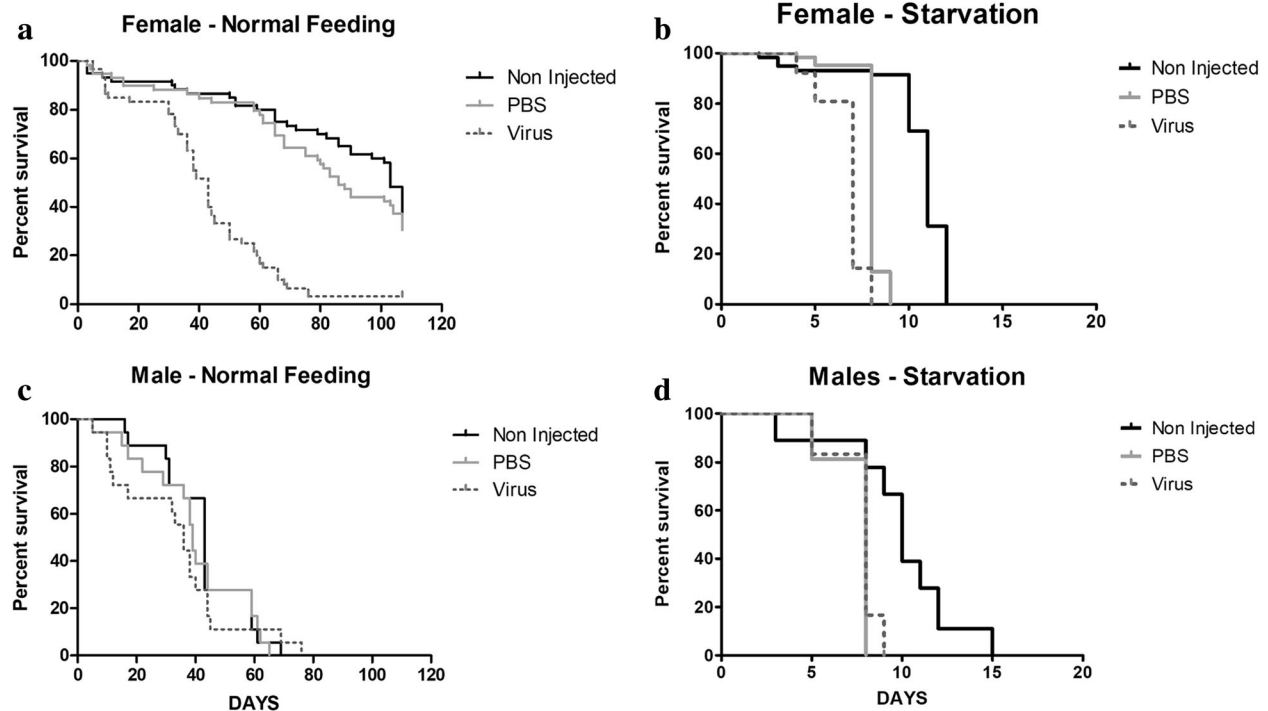 a
Female - Normal Feeding
Percent survival
100
80
60
40
20
0
0 20 40 60 80 100 120
Non Injected
PBS
Virus
b
Female - Starvation
Percent survival
100
80
60
40
20
0
0 5 10 15 20
Non Injected
PBS
Virus
c
Male - Normal Feeding
Percent survival
100
80
60
40
20
0
0 20 40 60 80 100 120
DAYS
Non Injected
PBS
Virus
d
Males - Starvation
Percent survival
100
80
60
40
20
0
0 5 10 15 20
DAYS
Non Injected
PBS
Virus